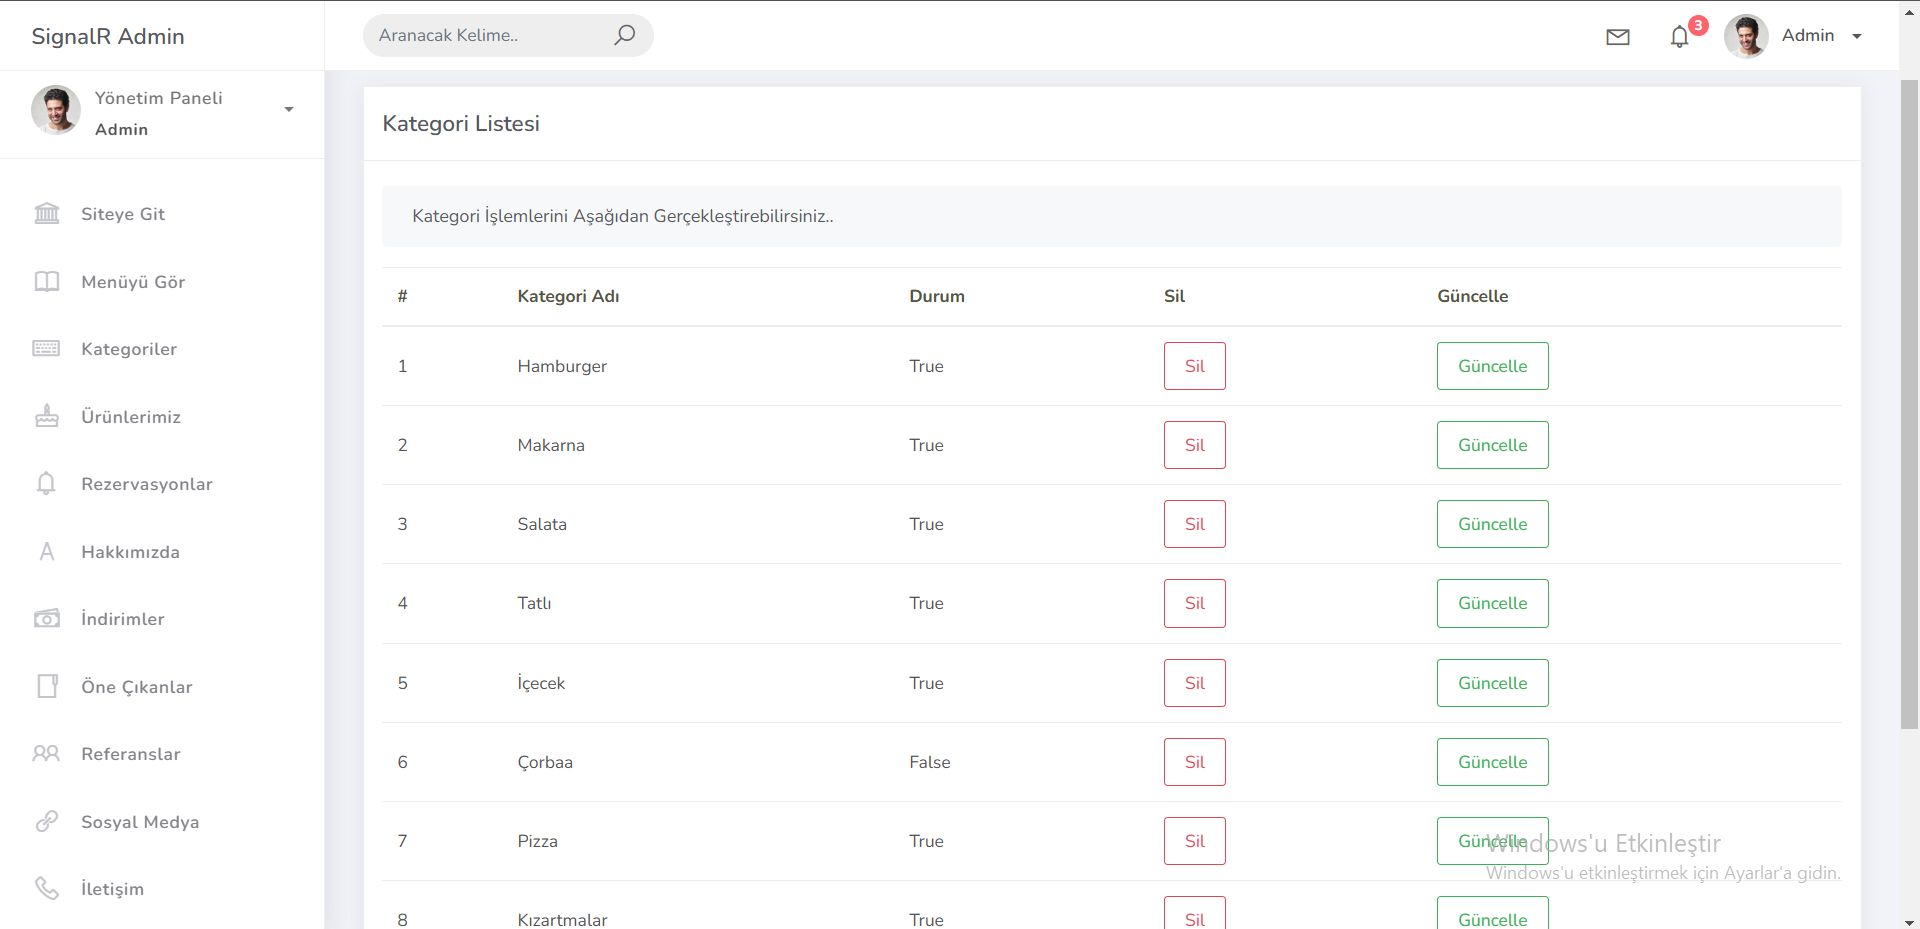 SignalR Admin
Aranacak Kelime..
3
Admin
Yönetim Paneli
Admin
Siteye Git
Menüyü Gör
Kategoriler
Ürünlerimiz
Rezervasyonlar
Hakkımızda
İndirimler
Öne Çıkanlar
Referanslar
Sosyal Medya
İletişim
Kategori Listesi
Kategori İşlemlerini Aşağıdan Gerçekleştirebilirsiniz..
# Kategori Adı Durum Sil Güncelle
1 Hamburger True Sil Güncelle
2 Makarna True Sil Güncelle
3 Salata True Sil Güncelle
4 Tatlı True Sil Güncelle
5 İçecek True Sil Güncelle
6 Çorbaa False Sil Güncelle
7 Pizza True Sil Güncelle
8 Kızartmalar True Sil Güncelle
Windows'u Etkinleştir
Windows'u etkinleştirmek için Ayarlar'a gidin.